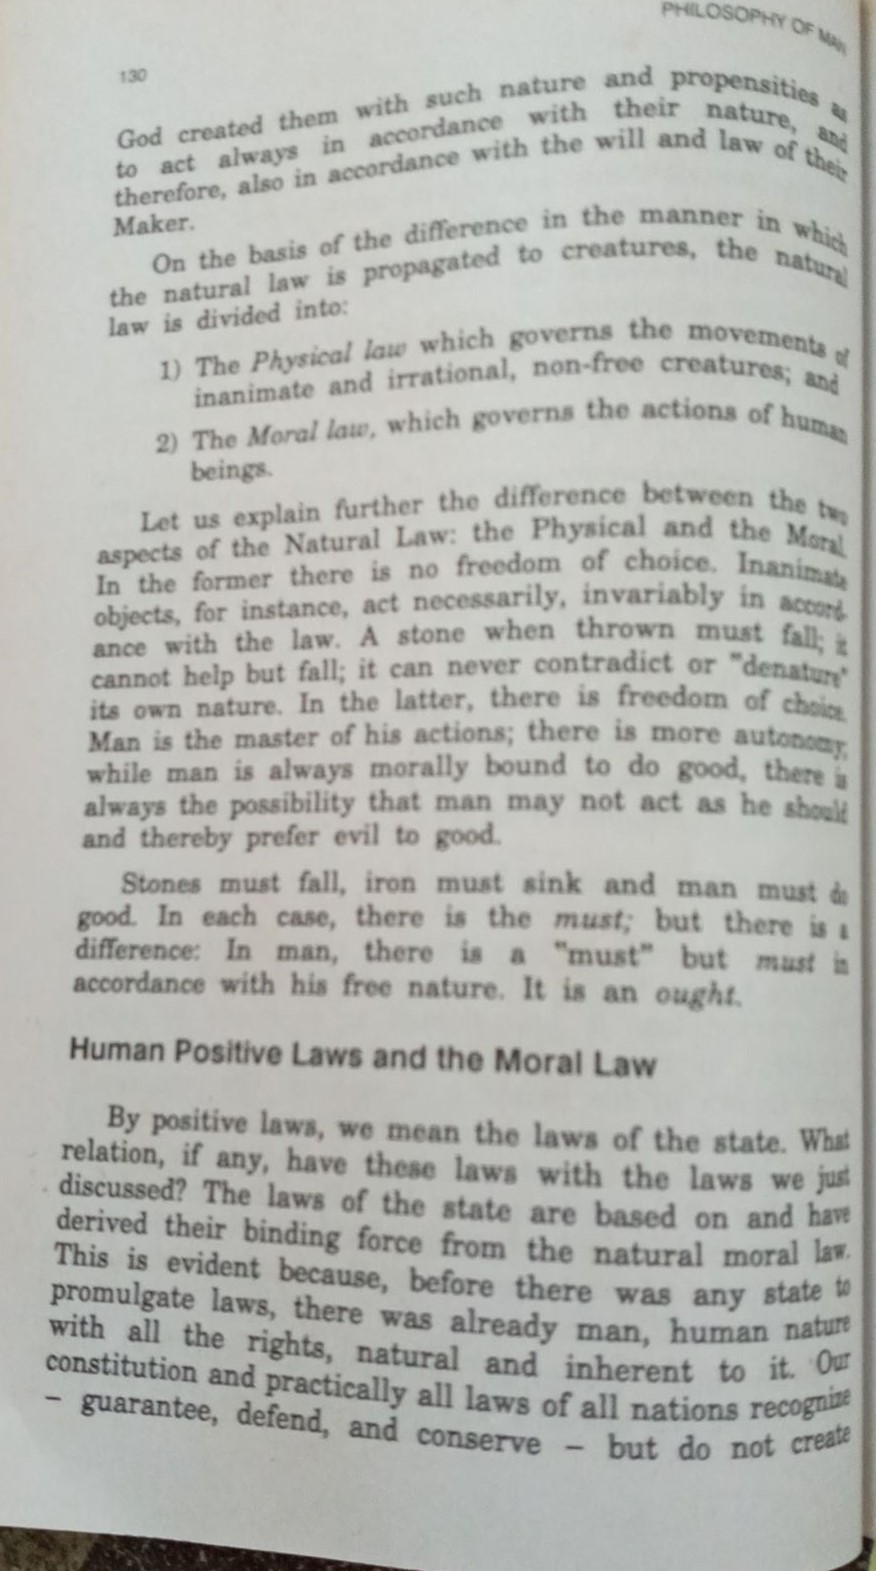 PHILOSOPHY OF MAN
130
God created them with such nature and propensities as
to act always in accordance with their nature, and
therefore, also in accordance with the will and law of their
Maker.
On the basis of the difference in the manner in which
the natural law is propagated to creatures, the natural
law is divided into:
1) The Physical law which governs the movements of
inanimate and irrational, non-free creatures; and
2) The Moral law, which governs the actions of human
beings.
Let us explain further the difference between the two
aspects of the Natural Law: the Physical and the Moral.
In the former there is no freedom of choice. Inanimate
objects, for instance, act necessarily, invariably in accord-
ance with the law. A stone when thrown must fall; it
cannot help but fall; it can never contradict or "denature"
its own nature. In the latter, there is freedom of choice.
Man is the master of his actions; there is more autonomy;
while man is always morally bound to do good, there is
always the possibility that man may not act as he should
and thereby prefer evil to good.
Stones must fall, iron must sink and man must do
good. In each case, there is the must; but there is a
difference: In man, there is a "must" but must in
accordance with his free nature. It is an ought.
Human Positive Laws and the Moral Law
By positive laws, we mean the laws of the state. What
relation, if any, have these laws with the laws we just
discussed? The laws of the state are based on and have
derived their binding force from the natural moral law.
This is evident because, before there was any state to
promulgate laws, there was already man, human nature
with all the rights, natural and inherent to it. Our
constitution and practically all laws of all nations recognize
– guarantee, defend, and conserve – but do not create